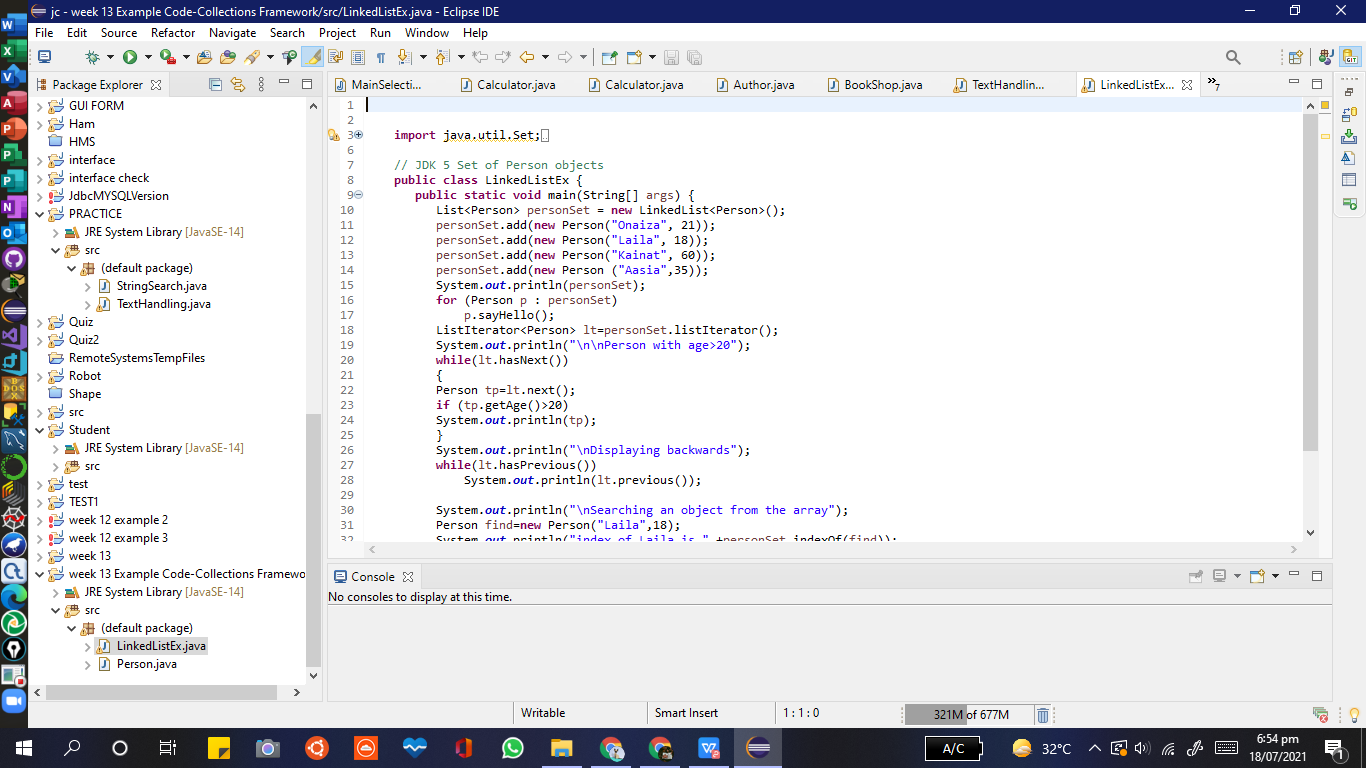 jc - week 13 Example Code-Collections Framework/src/LinkedListEx.java - Eclipse IDE
File Edit Source Refactor Navigate Search Project Run Window Help
Package Explorer
GUI FORM
Ham
HMS
interface
interface check
JdbcMYSQLVersion
PRACTICE
JRE System Library [JavaSE-14]
src
(default package)
StringSearch.java
TextHandling.java
Quiz
Quiz2
RemoteSystemsTempFiles
Robot
Shape
src
Student
JRE System Library [JavaSE-14]
src
test
TEST1
week 12 example 2
week 12 example 3
week 13
week 13 Example Code-Collections Framewo
JRE System Library [JavaSE-14]
src
(default package)
LinkedListEx.java
Person.java
MainSelecti... Calculator.java Calculator.java Author.java BookShop.java TextHandlin... LinkedListEx... »7
1
2
3 import java.util.Set;
6
7 // JDK 5 Set of Person objects
8 public class LinkedListEx {
9 public static void main(String[] args) {
10 List<Person> personSet = new LinkedList<Person>();
11 personSet.add(new Person("Onaiza", 21));
12 personSet.add(new Person("Laila", 18));
13 personSet.add(new Person("Kainat", 60));
14 personSet.add(new Person ("Aasia",35));
15 System.out.println(personSet);
16 for (Person p : personSet)
17 p.sayHello();
18 ListIterator<Person> lt=personSet.listIterator();
19 System.out.println("\n\nPerson with age>20");
20 while(lt.hasNext())
21 {
22 Person tp=lt.next();
23 if (tp.getAge()>20)
24 System.out.println(tp);
25 }
26 System.out.println("\nDisplaying backwards");
27 while(lt.hasPrevious())
28 System.out.println(lt.previous());
29
30 System.out.println("\nSearching an object from the array");
31 Person find=new Person("Laila",18);
32 System.out.println("index of Laila is " +personSet.indexOf(find));
Console
No consoles to display at this time.
Writable Smart Insert 1 : 1 : 0 321M of 677M
A/C 32°C 6:54 pm
18/07/2021
1